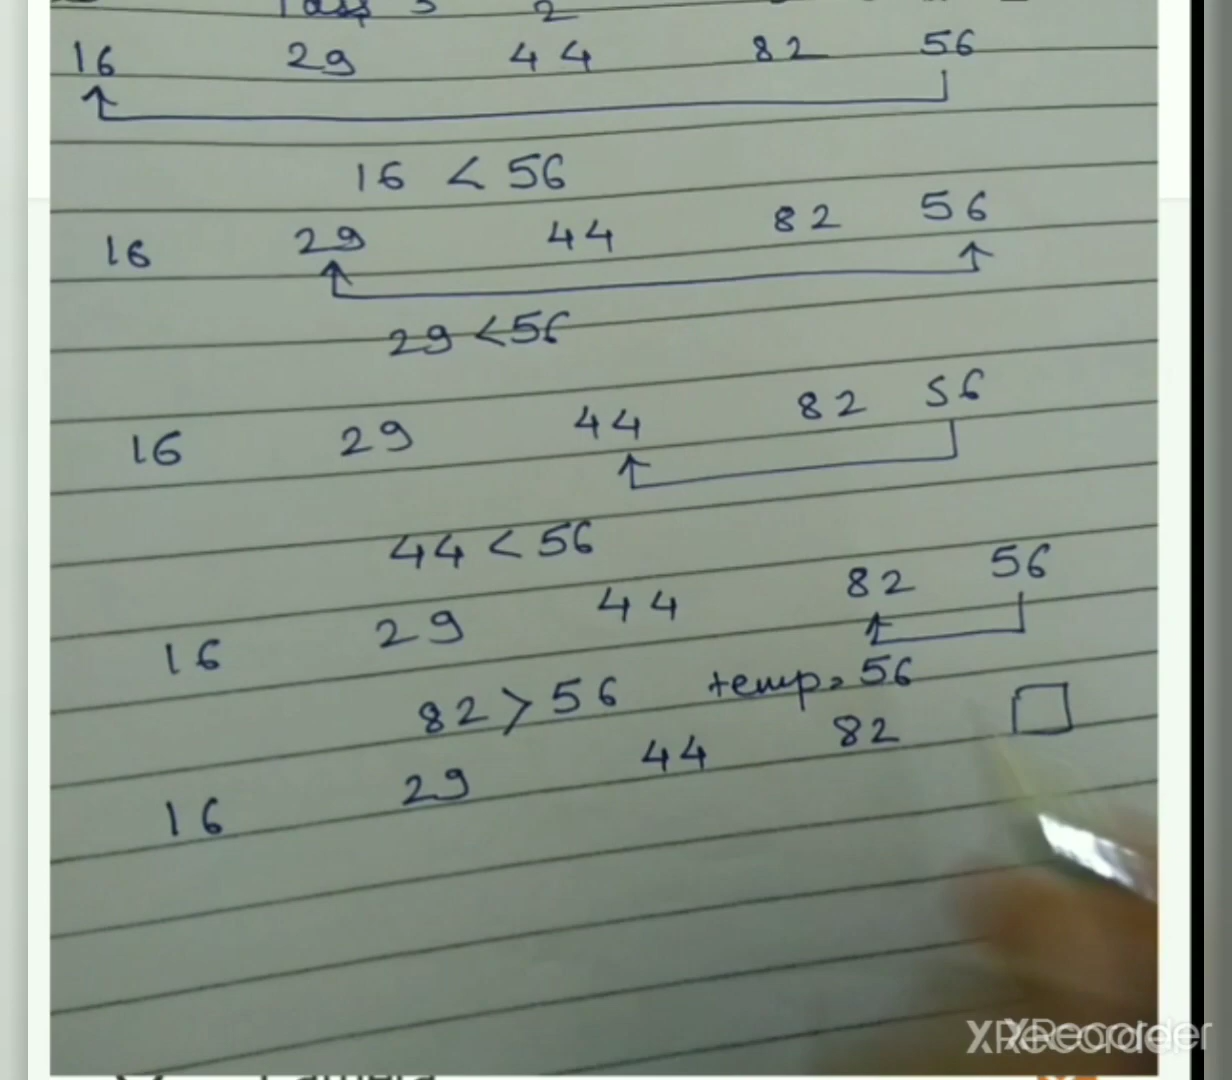 16 29 44 82 56
16 < 56
16 29 44 82 56
29 < 56
16 29 44 82 56
44 < 56
16 29 44 82 56
82 > 56 temp = 56
16 29 44 82
XRecorder